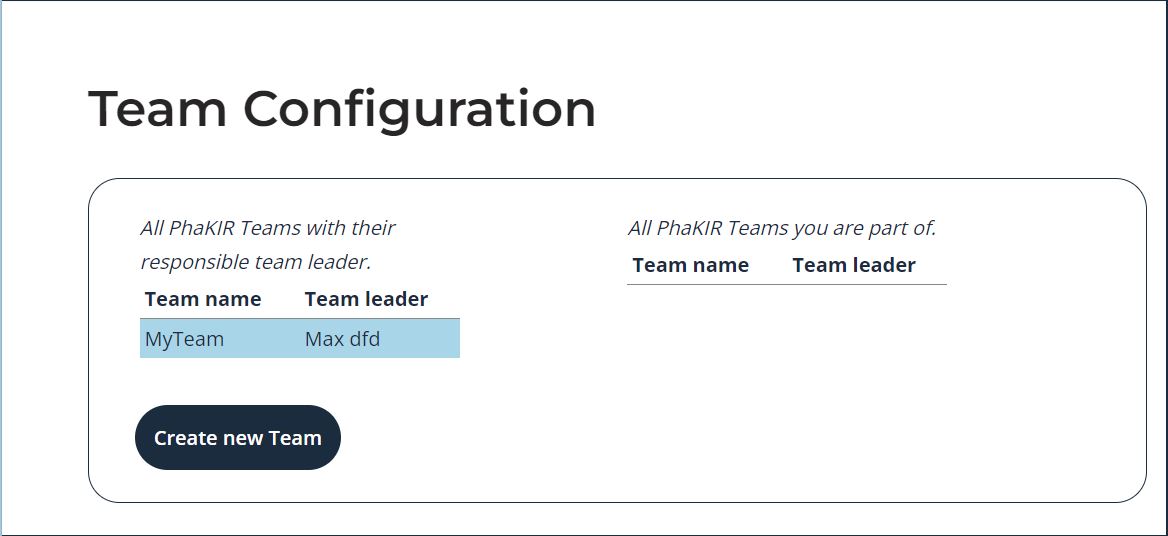 Team Configuration
All PhaKIR Teams with their
responsible team leader.
Team name Team leader
MyTeam Max dfd
Create new Team
All PhaKIR Teams you are part of.
Team name Team leader